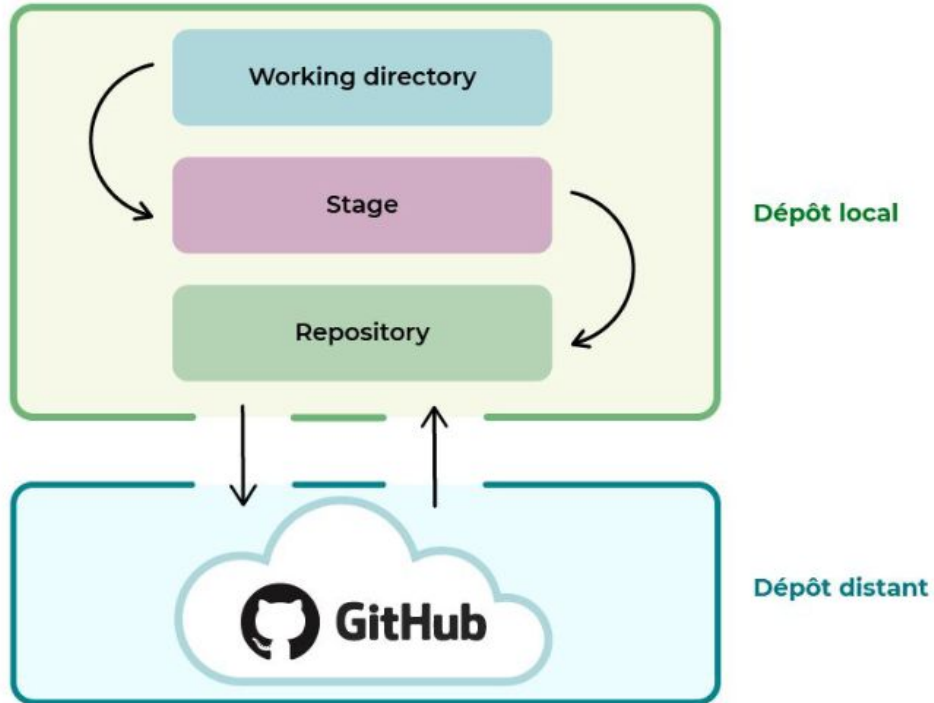 Working directory
Stage
Dépôt local
Repository
GitHub
Dépôt distant